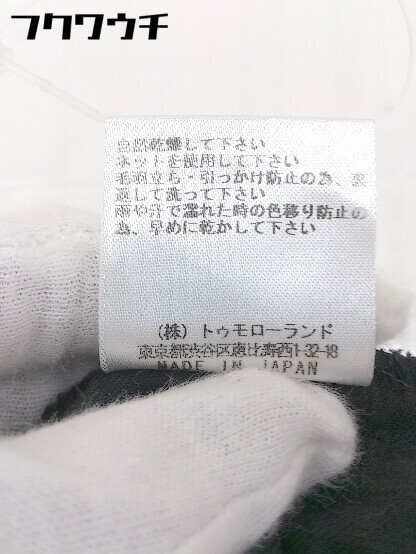 フクワウチ
自然乾燥して下さい
ネットを使用して下さい
毛羽立ち・引っかけ防止の為、裏
返して洗って下さい
雨や汗で濡れた時の色移り防止の
為、早めに乾かして下さい
(株) トゥモローランド
東京都渋谷区恵比寿西1-32-18
MADE IN JAPAN